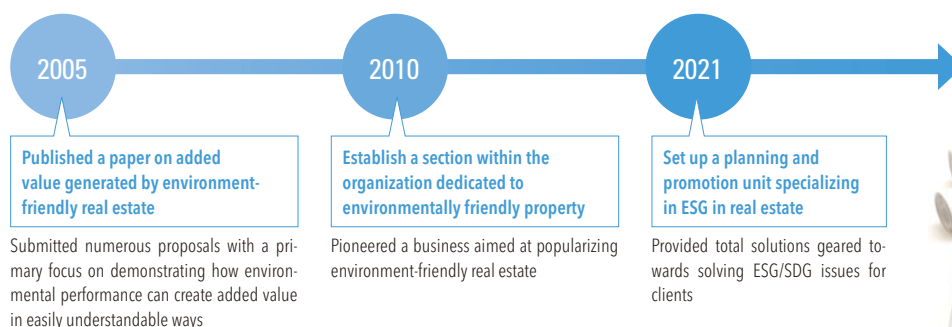 2005
2010
2021
Published a paper on added
value generated by environment-
friendly real estate
Submitted numerous proposals with a pri-
mary focus on demonstrating how environ-
mental performance can create added value
in easily understandable ways
Establish a section within the
organization dedicated to
environmentally friendly property
Pioneered a business aimed at popularizing
environment-friendly real estate
Set up a planning and
promotion unit specializing
in ESG in real estate
Provided total solutions geared to-
wards solving ESG/SDG issues for
clients